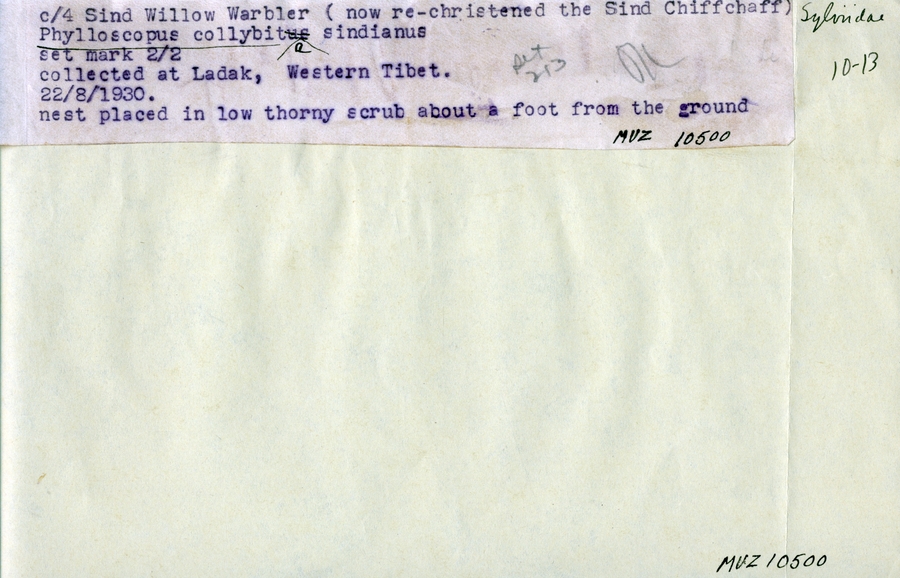 c/4 Sind Willow Warbler ( now re-christened the Sind Chiffchaff)
Phylloscopus collybitus sindianus
a
set mark 2/2
collected at Ladak, Western Tibet.
22/8/1930.
nest placed in low thorny scrub about a foot from the ground
MVZ 10500
Sylviidae
10-13
MVZ 10500